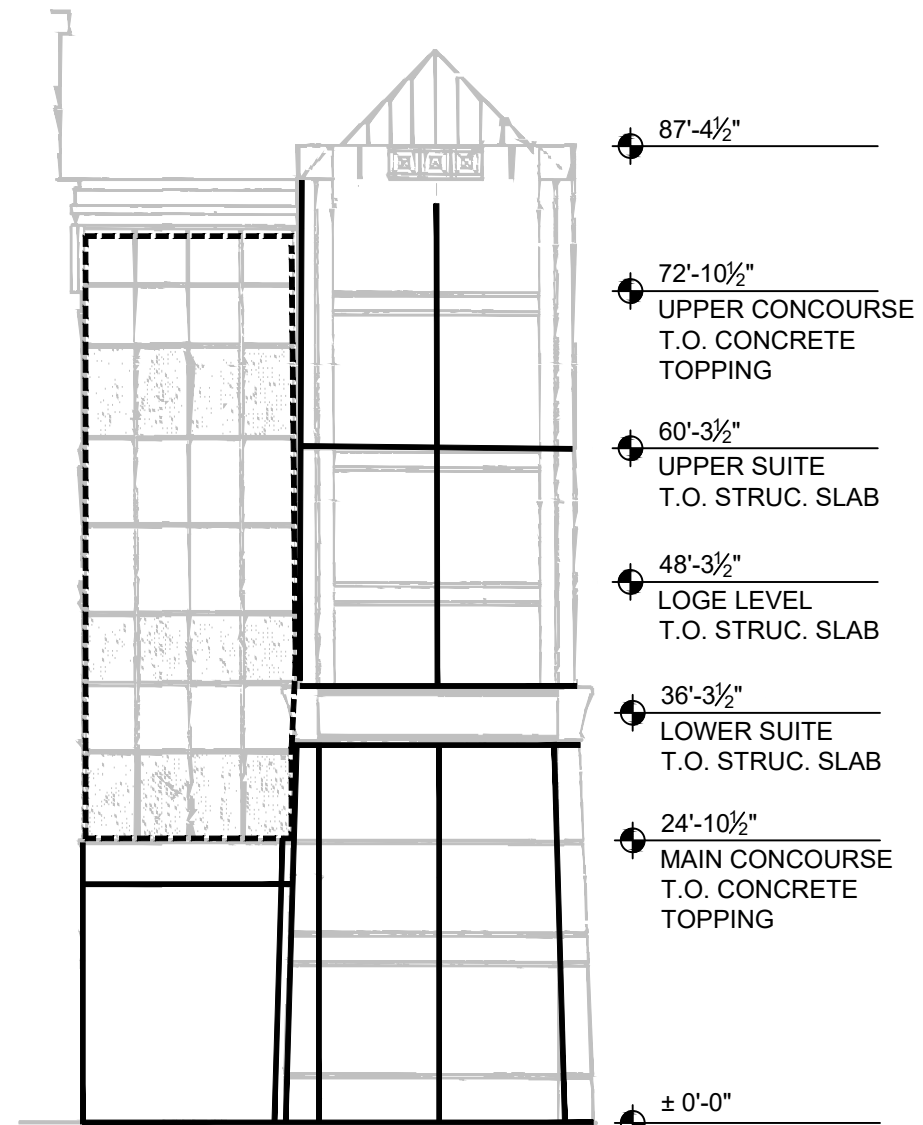 87'-4½"
72'-10½"
UPPER CONCOURSE
T.O. CONCRETE
TOPPING
60'-3½"
UPPER SUITE
T.O. STRUC. SLAB
48'-3½"
LOGE LEVEL
T.O. STRUC. SLAB
36'-3½"
LOWER SUITE
T.O. STRUC. SLAB
24'-10½"
MAIN CONCOURSE
T.O. CONCRETE
TOPPING
± 0'-0"